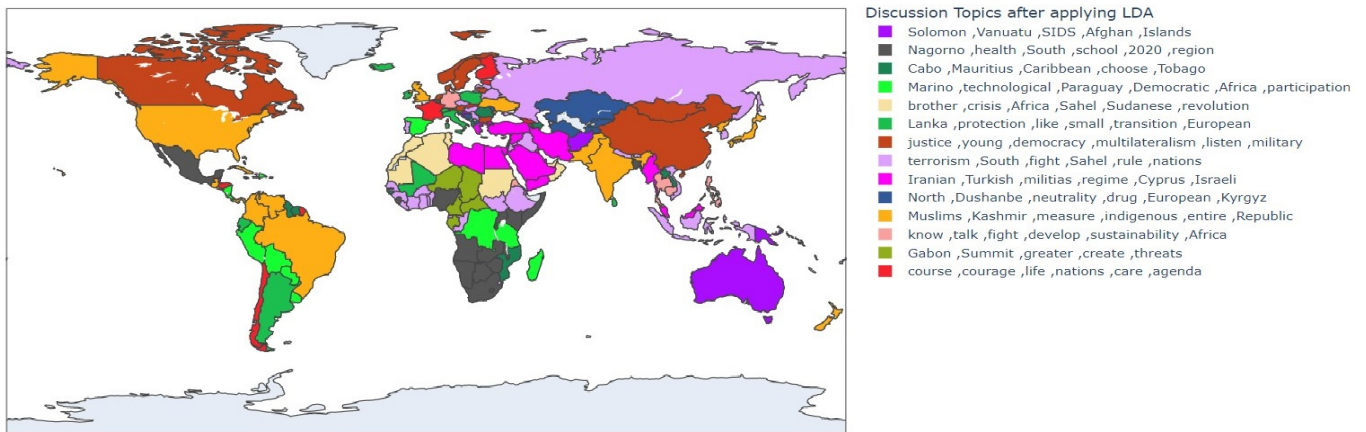 Discussion Topics after applying LDA
Solomon ,Vanuatu ,SIDS ,Afghan ,Islands
Nagorno ,health ,South ,school ,2020 ,region
Cabo ,Mauritius ,Caribbean ,choose ,Tobago
Marino ,technological ,Paraguay ,Democratic ,Africa ,participation
brother ,crisis ,Africa ,Sahel ,Sudanese ,revolution
Lanka ,protection ,like ,small ,transition ,European
justice ,young ,democracy ,multilateralism ,listen ,military
terrorism ,South ,fight ,Sahel ,rule ,nations
Iranian ,Turkish ,militias ,regime ,Cyprus ,Israeli
North ,Dushanbe ,neutrality ,drug ,European ,Kyrgyz
Muslims ,Kashmir ,measure ,indigenous ,entire ,Republic
know ,talk ,fight ,develop ,sustainability ,Africa
Gabon ,Summit ,greater ,create ,threats
course ,courage ,life ,nations ,care ,agenda